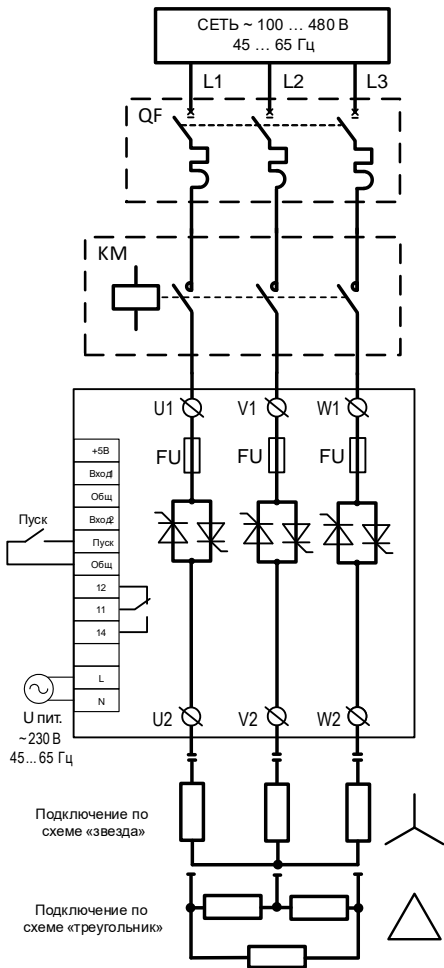 СЕТЬ ~ 100 ... 480 В
45 ... 65 Гц
L1
L2
L3
QF
КМ
U1
V1
W1
FU
FU
FU
+5В
Вход1
Общ
Вход2
Пуск
Пуск
Общ
12
11
14
L
N
U пит.
~230 В
45... 65 Гц
U2
V2
W2
Подключение по
схеме «звезда»
Подключение по
схеме «треугольник»